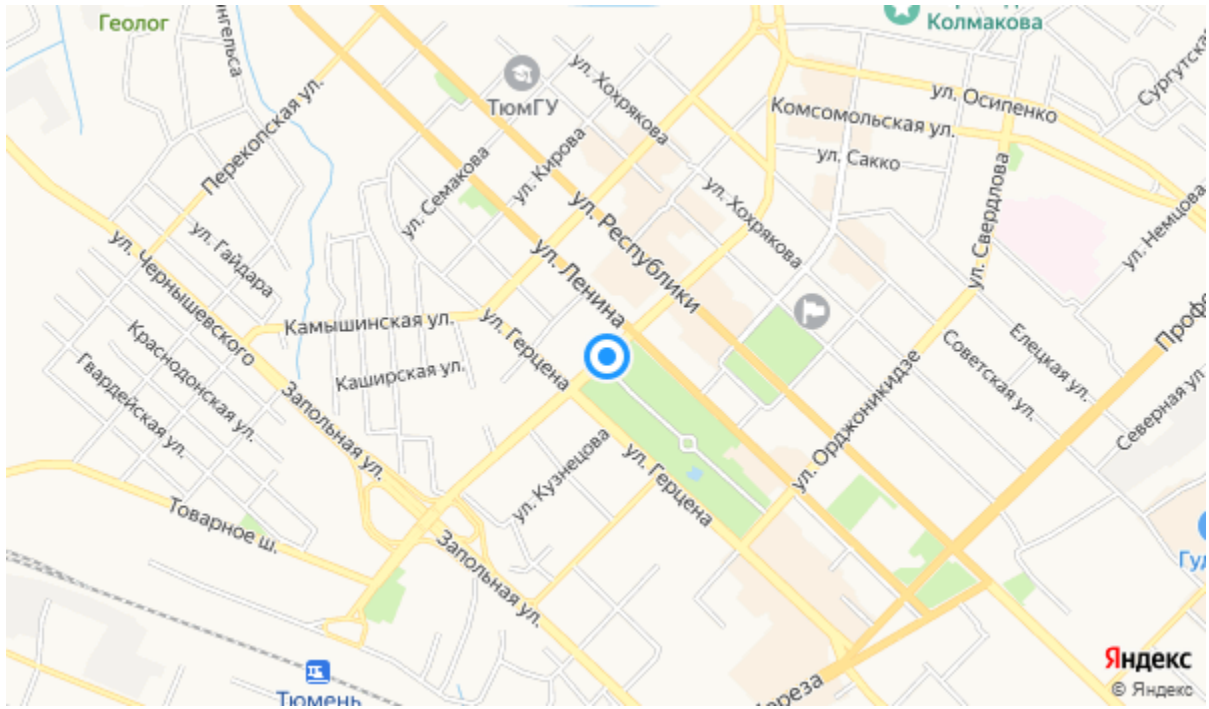 Геолог
Колмакова
ТюмГУ
ул. Хохрякова
ул. Осипенко
Сургутская
Комсомольская ул.
Перекопская ул.
ул. Семакова
ул. Кирова
ул. Сакко
ул. Свердлова
ул. Хохрякова
ул. Республики
ул. Немцова
ул. Гайдара
ул. Чернышевского
ул. Ленина
Камышинская ул.
ул. Герцена
Каширская ул.
Краснодонская ул.
Гвардейская ул.
Запольная ул.
Советская ул.
Елецкая ул.
Северная ул.
ул. Орджоникидзе
ул. Кузнецова
ул. Герцена
Товарное ш.
Запольная ул.
Тюмень
Яндекс
© Яндекс